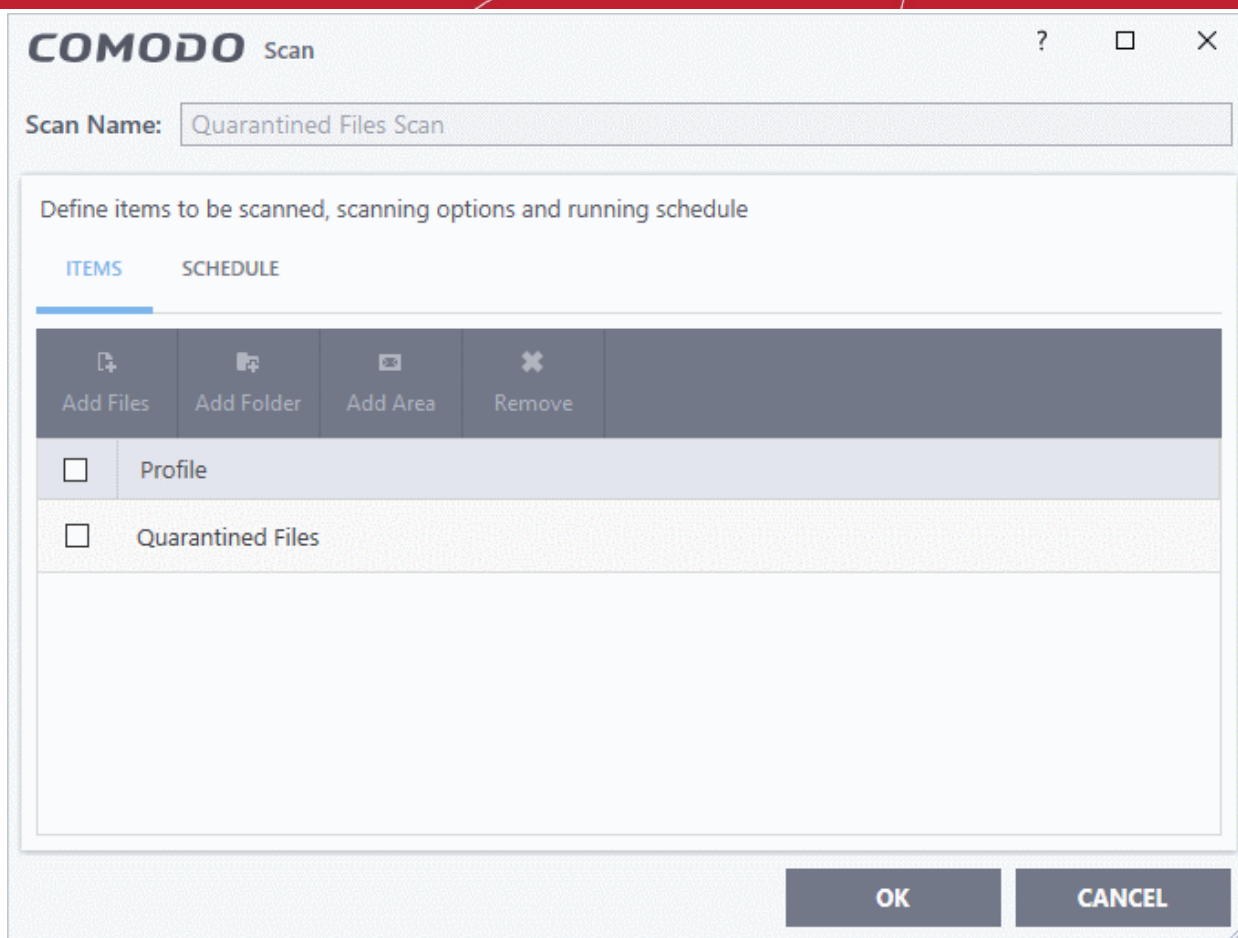 COMODO Scan ?
Scan Name: Quarantined Files Scan
Define items to be scanned, scanning options and running schedule
ITEMS SCHEDULE
Add Files Add Folder Add Area Remove
Profile
Quarantined Files
OK CANCEL